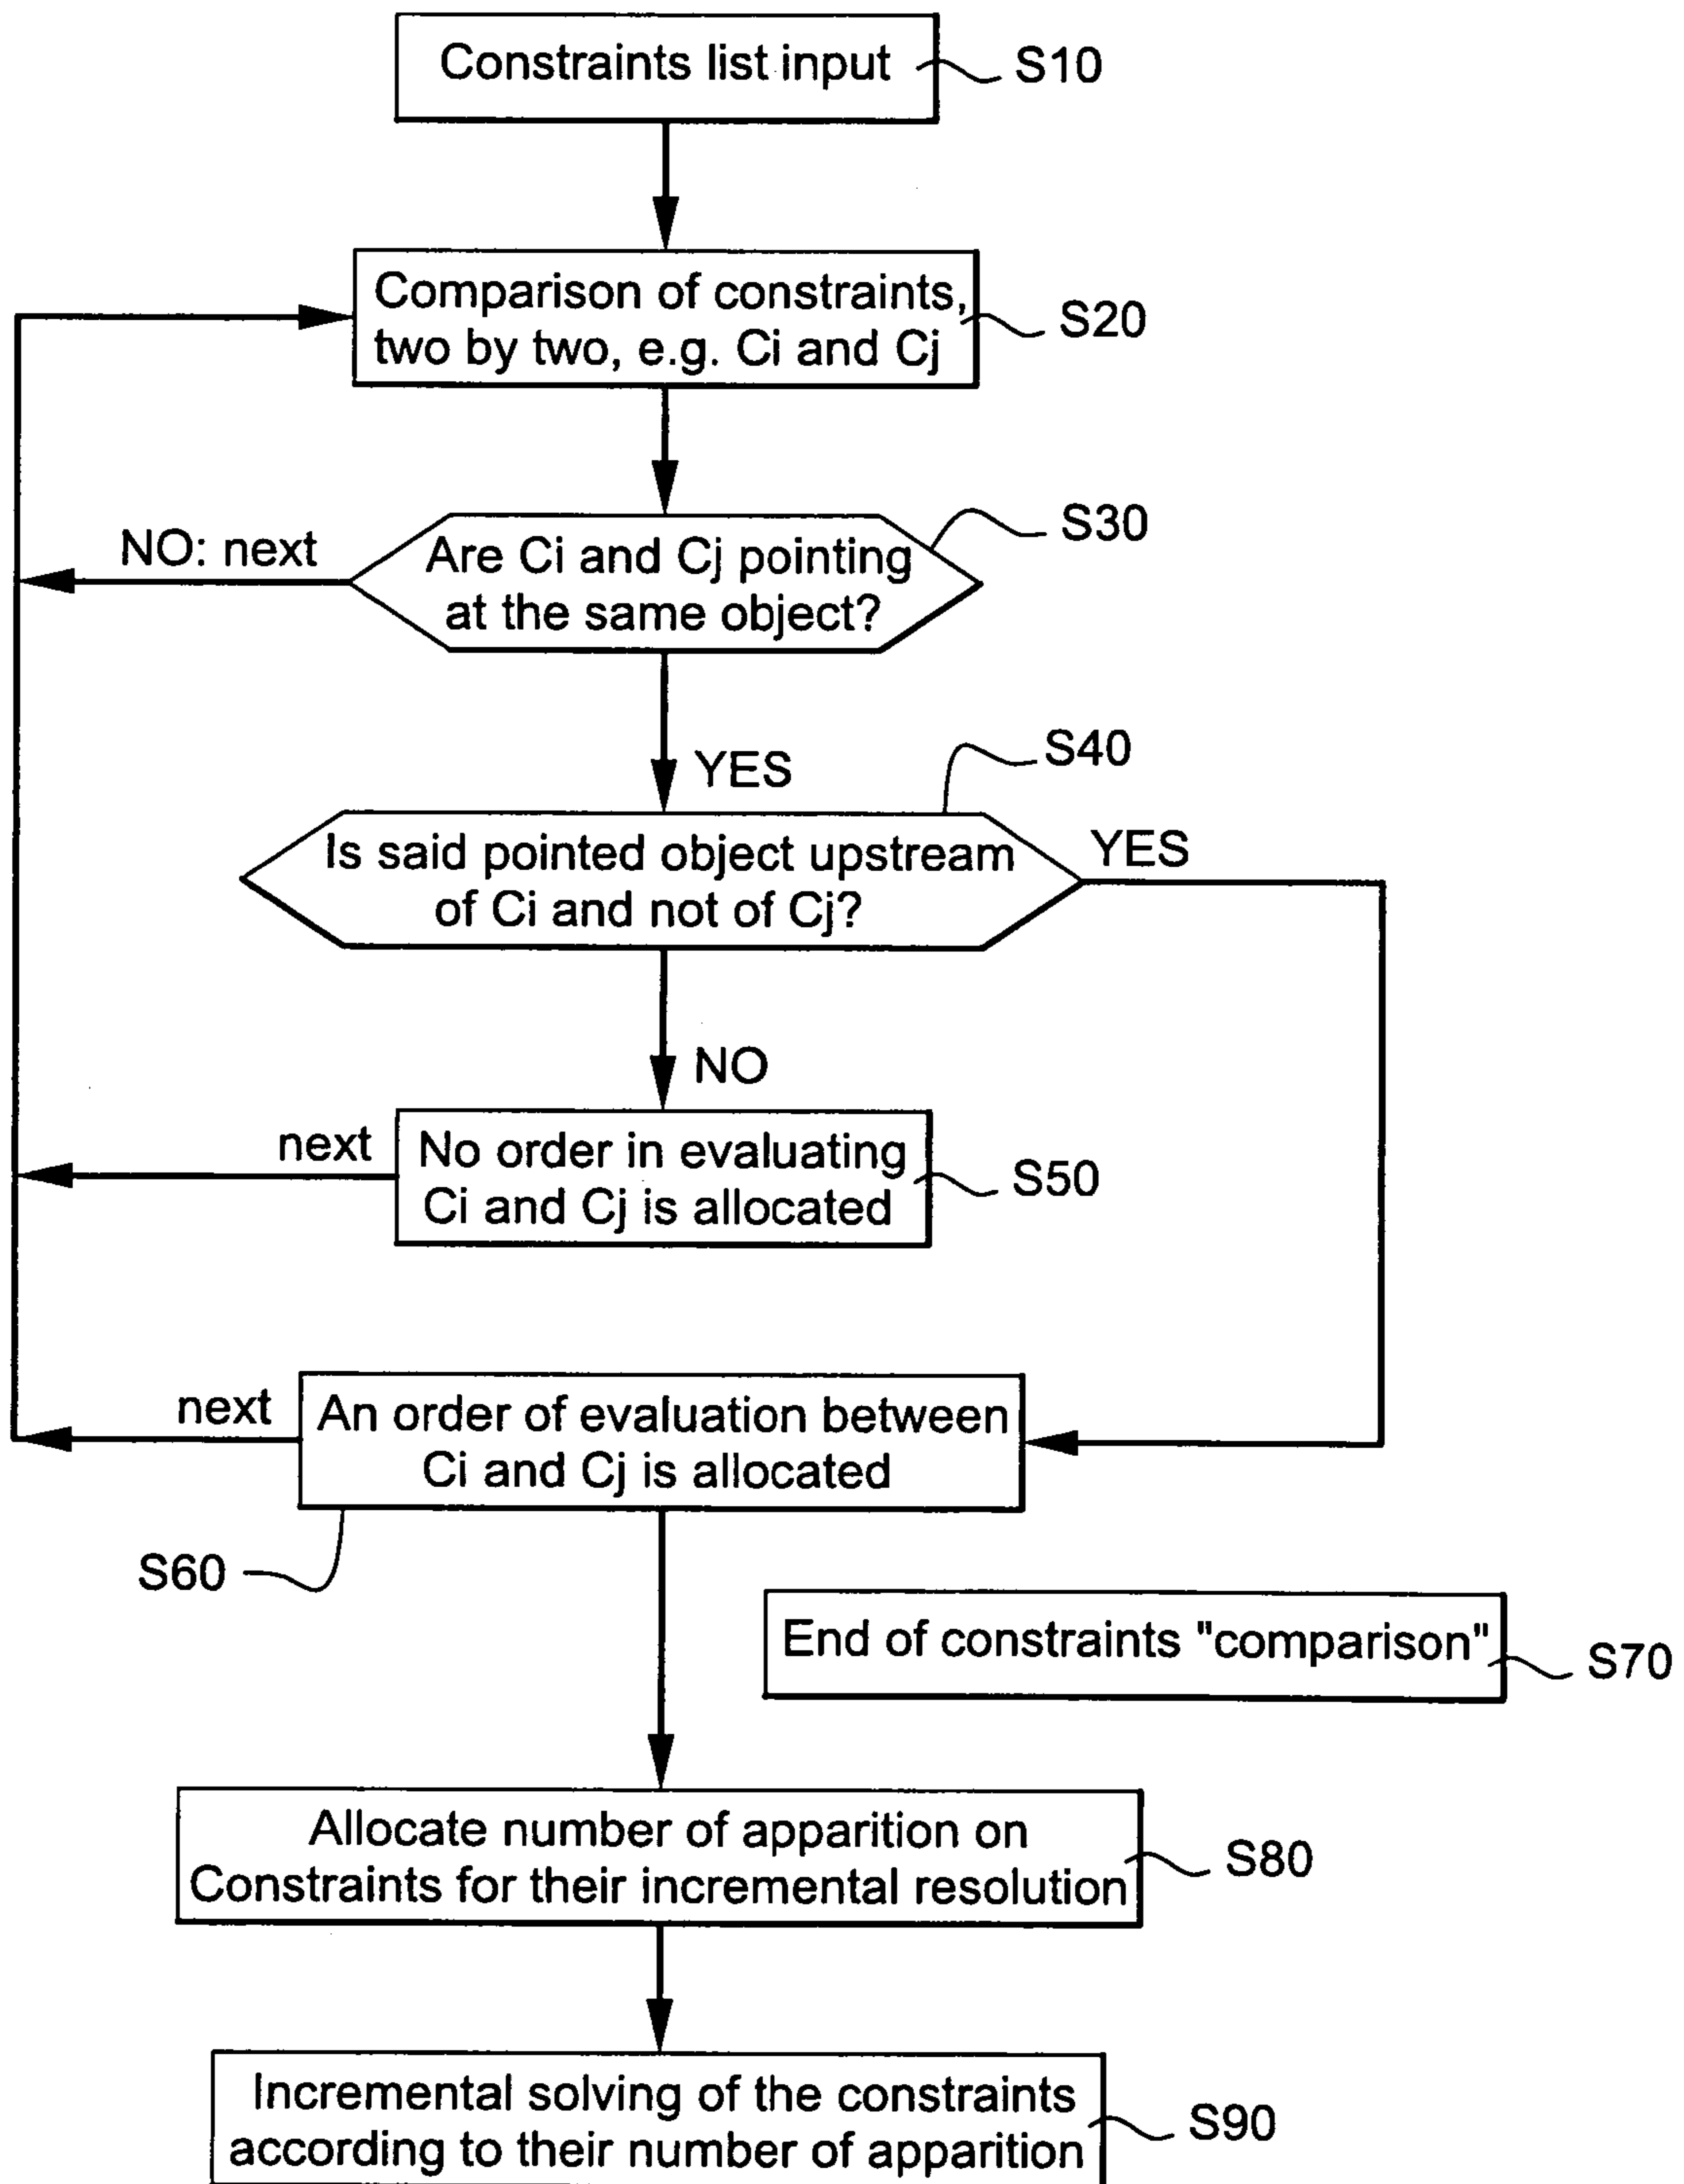 Constraints list input
S10
Comparison of constraints,
two by two, e.g. Ci and Cj
S20
NO: next
Are Ci and Cj pointing
at the same object?
S30
YES
S40
Is said pointed object upstream
of Ci and not of Cj?
YES
NO
next
No order in evaluating
Ci and Cj is allocated
S50
next
An order of evaluation between
Ci and Cj is allocated
S60
End of constraints "comparison"
S70
Allocate number of apparition on
Constraints for their incremental resolution
S80
Incremental solving of the constraints
according to their number of apparition
S90